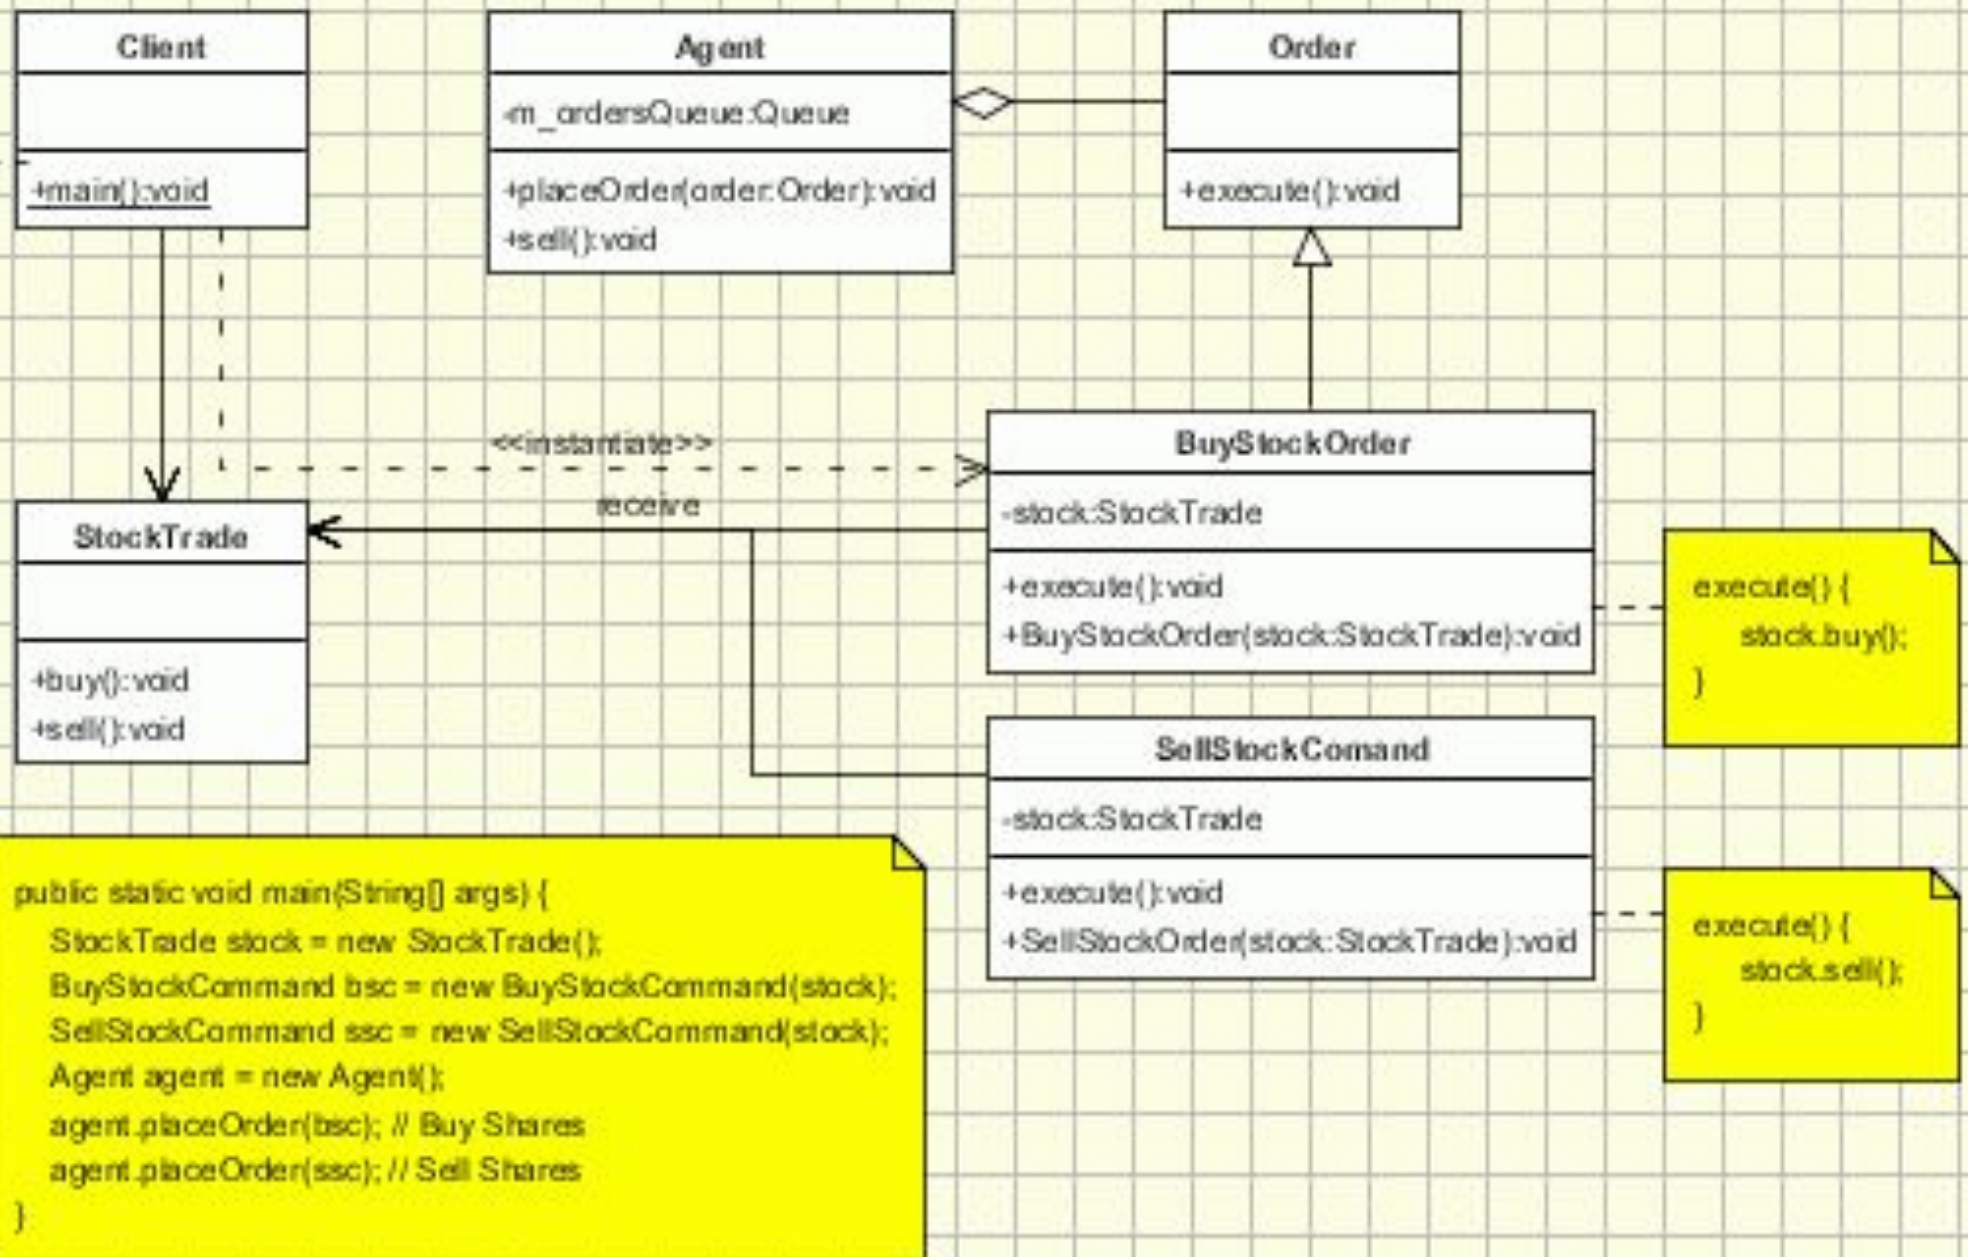 Client
+main():void
Agent
-m_ordersQueue:Queue
+placeOrder(order:Order):void
+sell():void
Order
+execute():void
<<instantiate>>
receive
StockTrade
+buy():void
+sell():void
BuyStockOrder
-stock:StockTrade
+execute():void
+BuyStockOrder(stock:StockTrade):void
execute() {
stock.buy();
}
SellStockComand
-stock:StockTrade
+execute():void
+SellStockOrder(stock:StockTrade):void
execute() {
stock.sell();
}
public static void main(String[] args) {
StockTrade stock = new StockTrade();
BuyStockCommand bsc = new BuyStockCommand(stock);
SellStockCommand ssc = new SellStockCommand(stock);
Agent agent = new Agent();
agent.placeOrder(bsc); // Buy Shares
agent.placeOrder(ssc); // Sell Shares
}